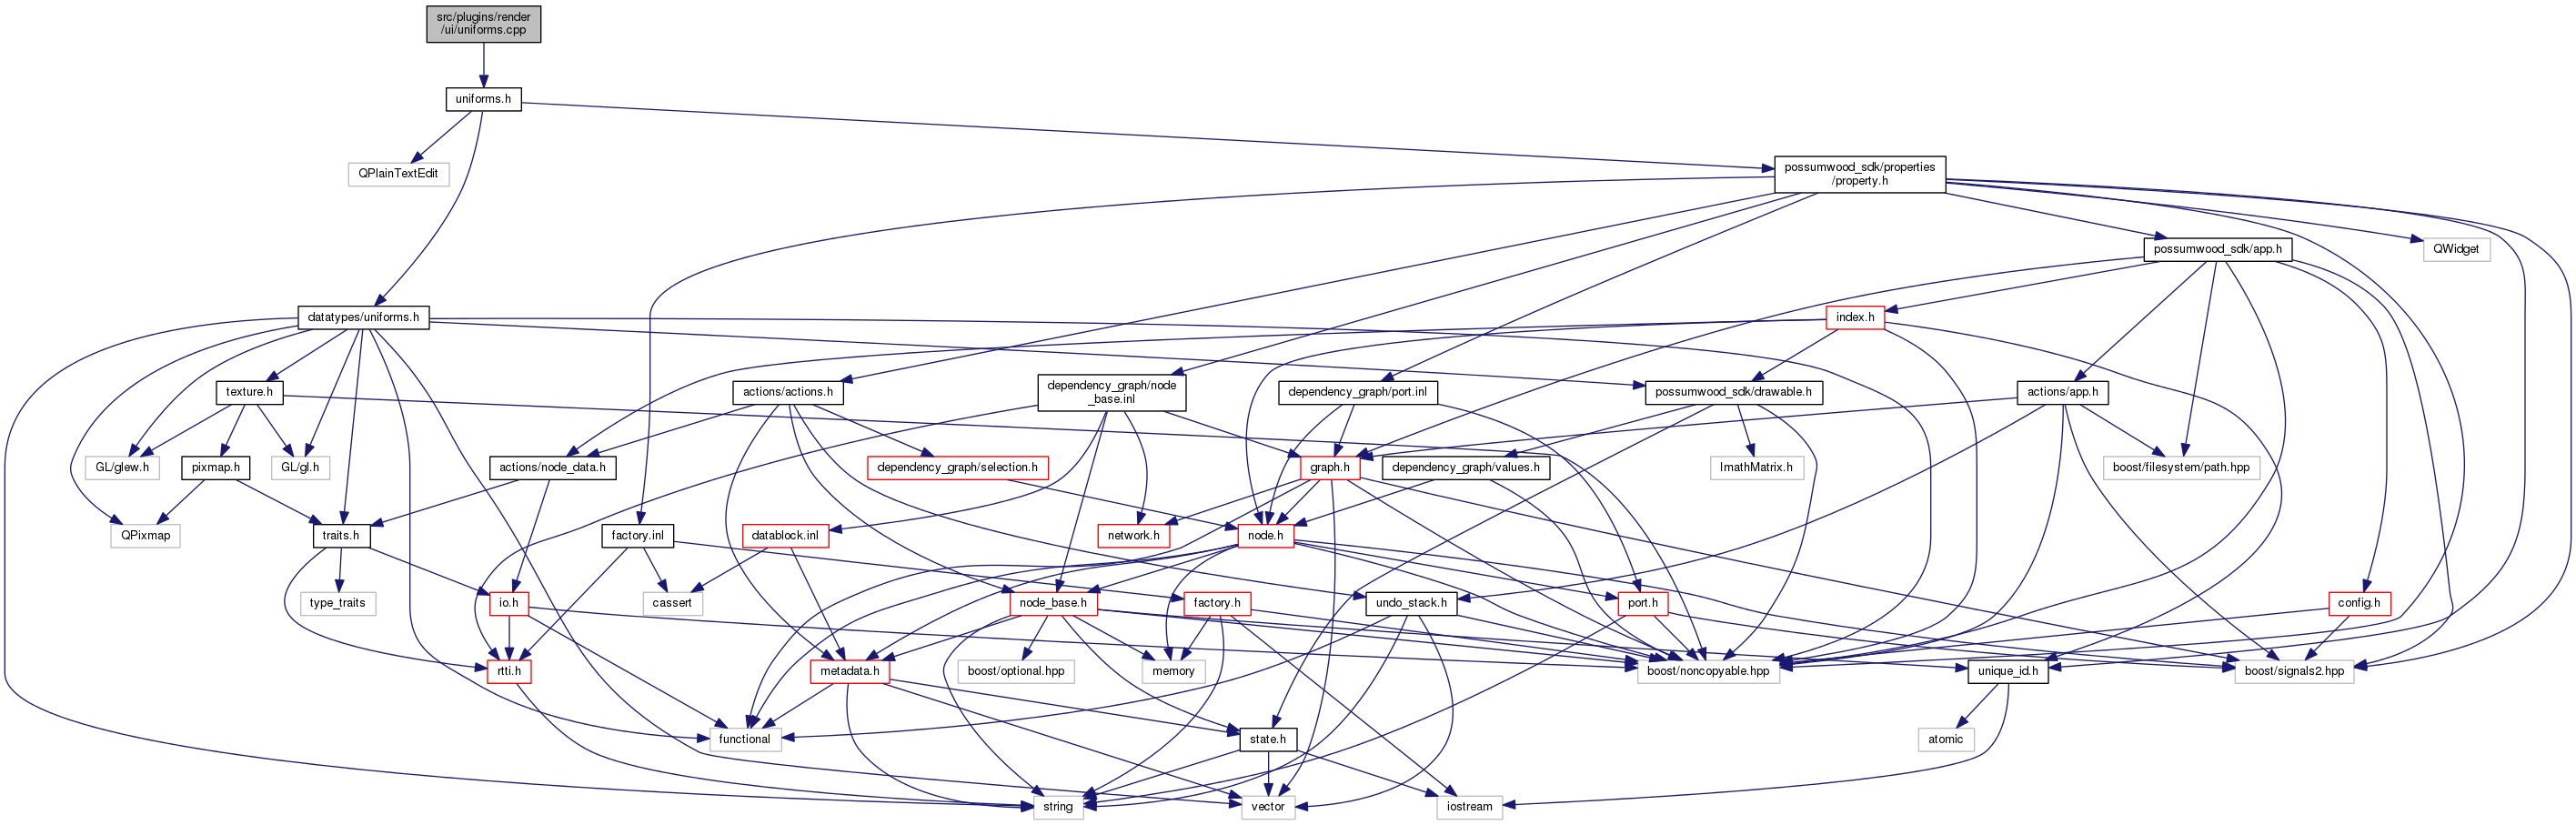 src/plugins/render
/ui/uniforms.cpp
uniforms.h
QPlainTextEdit
possumwood_sdk/properties
/property.h
possumwood_sdk/app.h
QWidget
datatypes/uniforms.h
index.h
texture.h
actions/actions.h
dependency_graph/node
_base.inl
dependency_graph/port.inl
possumwood_sdk/drawable.h
actions/app.h
GL/glew.h
pixmap.h
GL/gl.h
actions/node_data.h
dependency_graph/selection.h
graph.h
dependency_graph/values.h
ImathMatrix.h
boost/filesystem/path.hpp
QPixmap
traits.h
factory.inl
datablock.inl
network.h
node.h
type_traits
io.h
cassert
node_base.h
factory.h
undo_stack.h
port.h
config.h
rtti.h
metadata.h
boost/optional.hpp
memory
boost/noncopyable.hpp
unique_id.h
boost/signals2.hpp
functional
state.h
atomic
string
vector
iostream